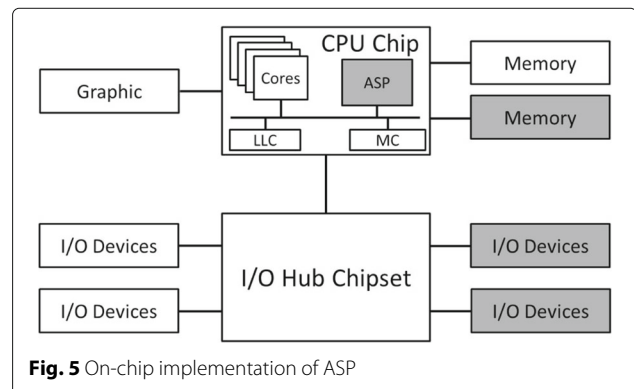 CPU Chip
Cores
ASP
LLC
MC
Graphic
Memory
Memory
I/O Devices
I/O Devices
I/O Hub Chipset
I/O Devices
I/O Devices
Fig. 5 On-chip implementation of ASP